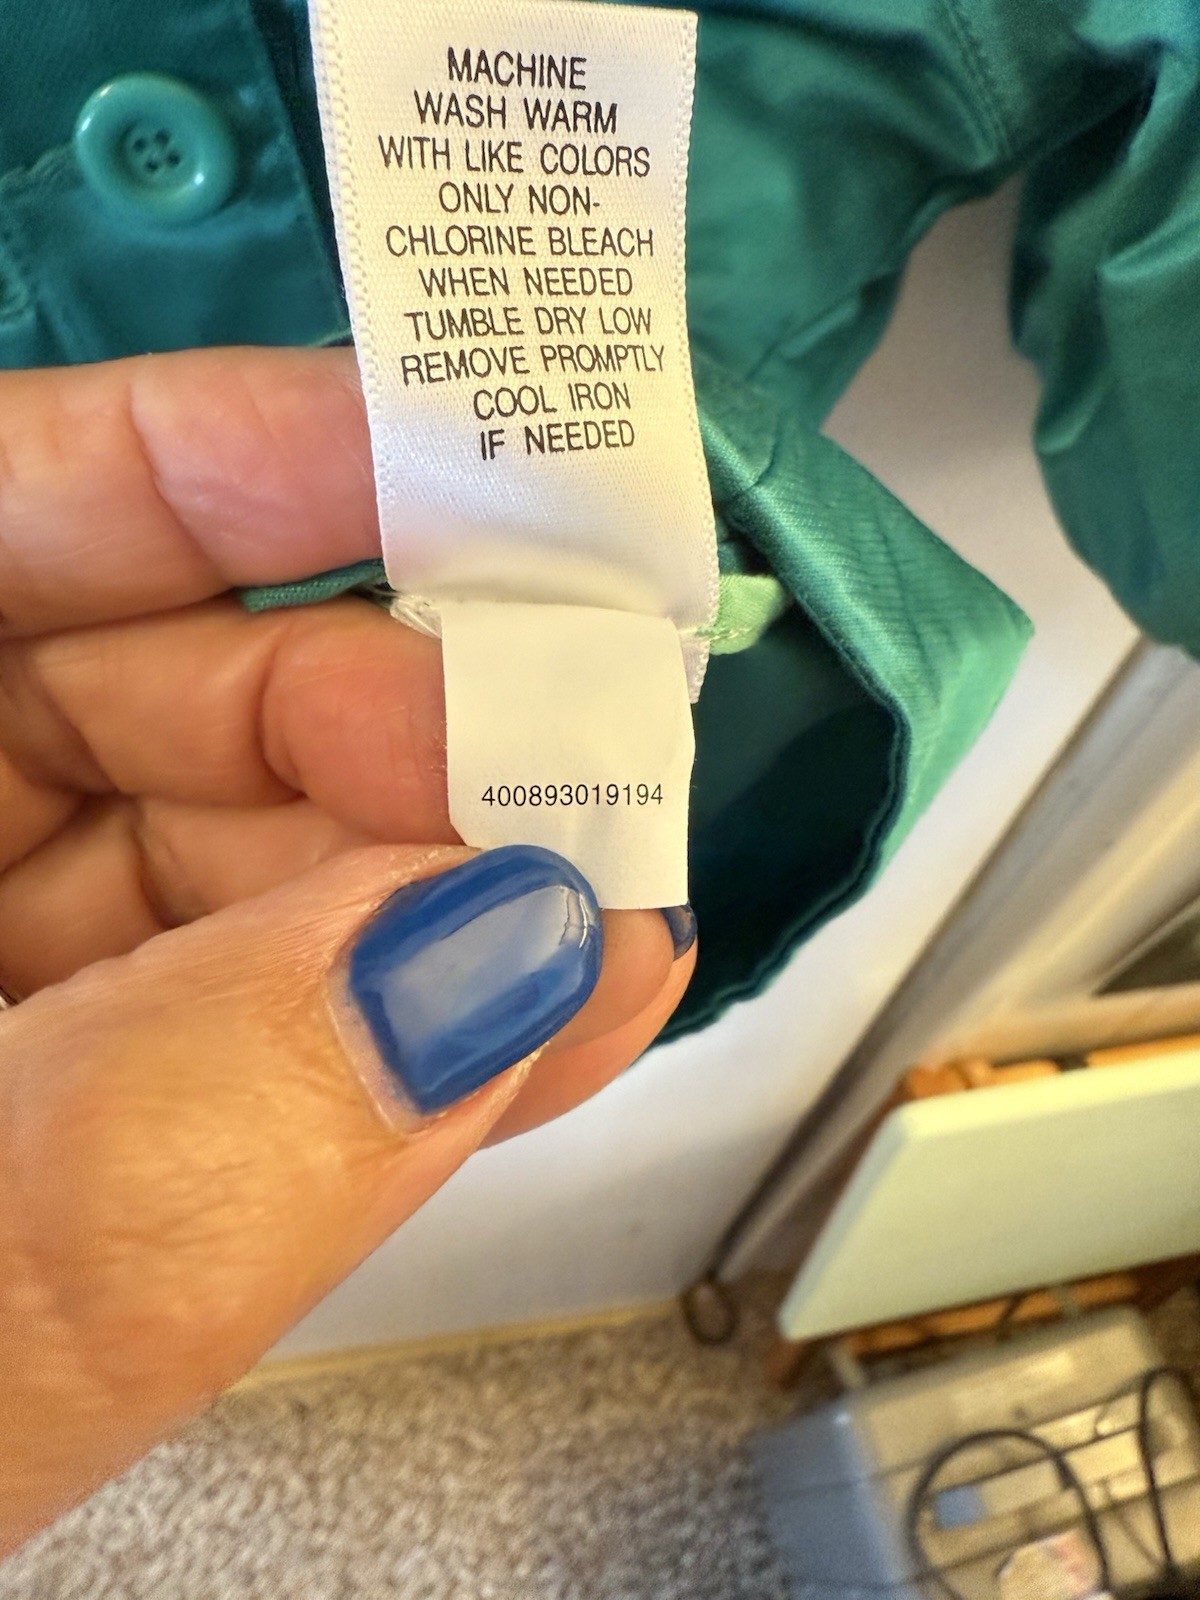 MACHINE
WASH WARM
WITH LIKE COLORS
ONLY NON-
CHLORINE BLEACH
WHEN NEEDED
TUMBLE DRY LOW
REMOVE PROMPTLY
COOL IRON
IF NEEDED
400893019194